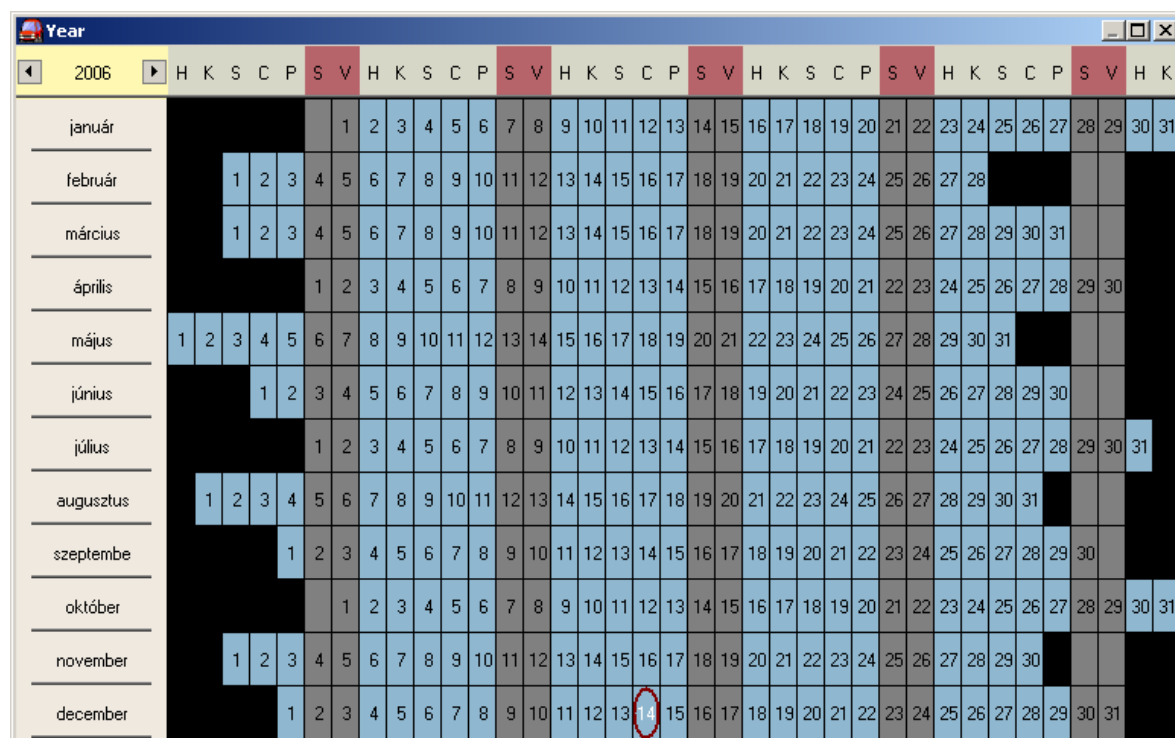 Year
2006 H K S C P S V H K S C P S V H K S C P S V H K S C P S V H K S C P S V H K
január 1 2 3 4 5 6 7 8 9 10 11 12 13 14 15 16 17 18 19 20 21 22 23 24 25 26 27 28 29 30 31
február 1 2 3 4 5 6 7 8 9 10 11 12 13 14 15 16 17 18 19 20 21 22 23 24 25 26 27 28
március 1 2 3 4 5 6 7 8 9 10 11 12 13 14 15 16 17 18 19 20 21 22 23 24 25 26 27 28 29 30 31
április 1 2 3 4 5 6 7 8 9 10 11 12 13 14 15 16 17 18 19 20 21 22 23 24 25 26 27 28 29 30
május 1 2 3 4 5 6 7 8 9 10 11 12 13 14 15 16 17 18 19 20 21 22 23 24 25 26 27 28 29 30 31
június 1 2 3 4 5 6 7 8 9 10 11 12 13 14 15 16 17 18 19 20 21 22 23 24 25 26 27 28 29 30
július 1 2 3 4 5 6 7 8 9 10 11 12 13 14 15 16 17 18 19 20 21 22 23 24 25 26 27 28 29 30 31
augusztus 1 2 3 4 5 6 7 8 9 10 11 12 13 14 15 16 17 18 19 20 21 22 23 24 25 26 27 28 29 30 31
szeptembe 1 2 3 4 5 6 7 8 9 10 11 12 13 14 15 16 17 18 19 20 21 22 23 24 25 26 27 28 29 30
október 1 2 3 4 5 6 7 8 9 10 11 12 13 14 15 16 17 18 19 20 21 22 23 24 25 26 27 28 29 30 31
november 1 2 3 4 5 6 7 8 9 10 11 12 13 14 15 16 17 18 19 20 21 22 23 24 25 26 27 28 29 30
december 1 2 3 4 5 6 7 8 9 10 11 12 13 14 15 16 17 18 19 20 21 22 23 24 25 26 27 28 29 30 31